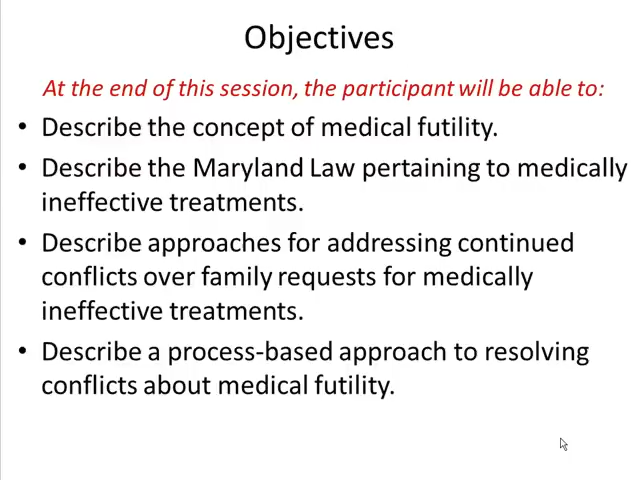 Objectives
At the end of this session, the participant will be able to:
• Describe the concept of medical futility.
• Describe the Maryland Law pertaining to medically
ineffective treatments.
• Describe approaches for addressing continued
conflicts over family requests for medically
ineffective treatments.
• Describe a process-based approach to resolving
conflicts about medical futility.